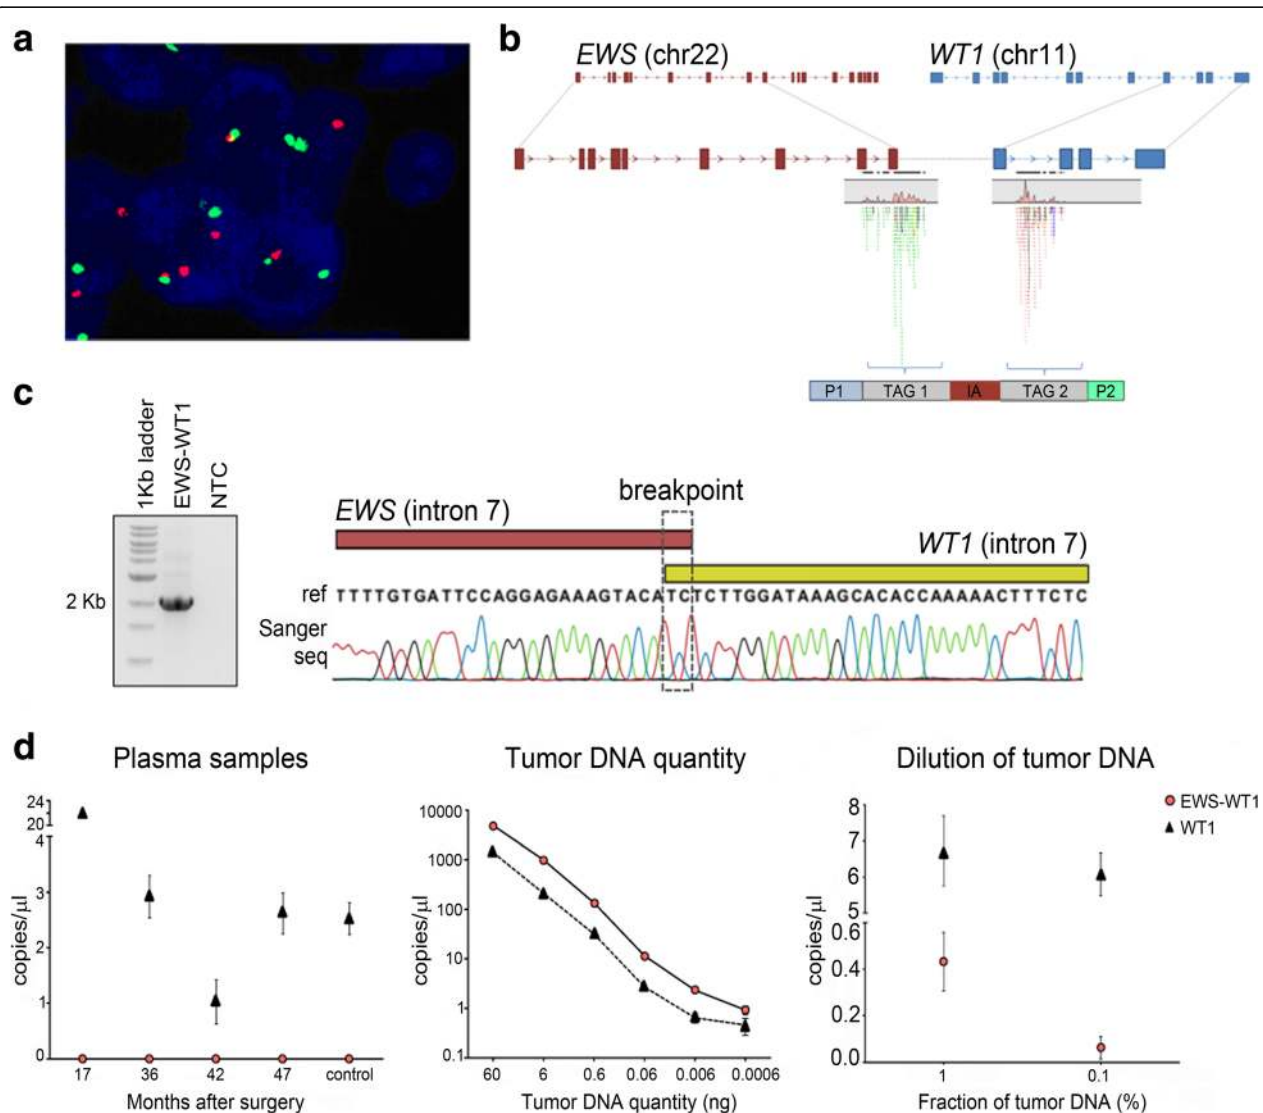 a
b
EWS (chr22)
WT1 (chr11)
P1 TAG 1 IA TAG 2 P2
c
1Kb ladder
EWS-WT1
NTC
2 Kb
breakpoint
EWS (intron 7)
WT1 (intron 7)
ref TTTTGTGATTCCAGGAGAAAGTACATCTCTTGGATAAAGCACACCAAAAACTTTCTC
Sanger
seq
d
Plasma samples
copies/µl
24
20
4
3
2
1
0
17 36 42 47 control
Months after surgery
Tumor DNA quantity
copies/µl
10000
1000
100
10
1
0.1
60 6 0.6 0.06 0.006 0.0006
Tumor DNA quantity (ng)
Dilution of tumor DNA
copies/µl
8
7
6
5
0.6
0.4
0.2
0.0
1 0.1
Fraction of tumor DNA (%)
EWS-WT1
WT1